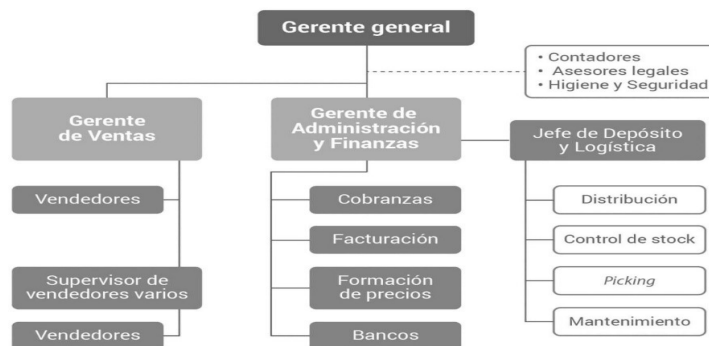 Gerente general
• Contadores
• Asesores legales
• Higiene y Seguridad
Gerente
de Ventas
Gerente de
Administración
y Finanzas
Jefe de Depósito
y Logística
Vendedores
Supervisor de
vendedores varios
Vendedores
Cobranzas
Facturación
Formación
de precios
Bancos
Distribución
Control de stock
Picking
Mantenimiento